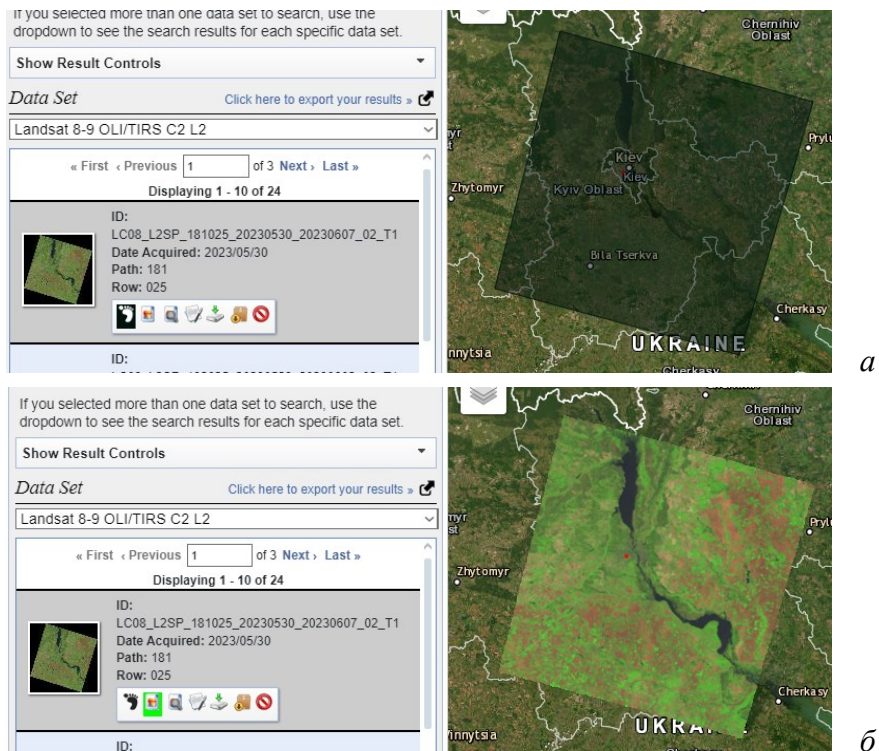 If you selected more than one data set to search, use the
dropdown to see the search results for each specific data set.
Show Result Controls
Data Set
Click here to export your results »
Landsat 8-9 OLI/TIRS C2 L2
« First ‹ Previous 1 of 3 Next › Last »
Displaying 1 - 10 of 24
ID:
LC08_L2SP_181025_20230530_20230607_02_T1
Date Acquired: 2023/05/30
Path: 181
Row: 025
ID:
Chernihiv
Oblast
Prylu
Kiev
Kiev
Zhytomyr
Kyiv Oblast
Bila Tserkva
Cherkasy
UKRAINE
nnytsia
Cherkasy
а
If you selected more than one data set to search, use the
dropdown to see the search results for each specific data set.
Show Result Controls
Data Set
Click here to export your results »
Landsat 8-9 OLI/TIRS C2 L2
« First ‹ Previous 1 of 3 Next › Last »
Displaying 1 - 10 of 24
ID:
LC08_L2SP_181025_20230530_20230607_02_T1
Date Acquired: 2023/05/30
Path: 181
Row: 025
ID:
Chernihiv
Oblast
Pryl
Zhytomyr
Cherkasy
UKRA
innytsia
б